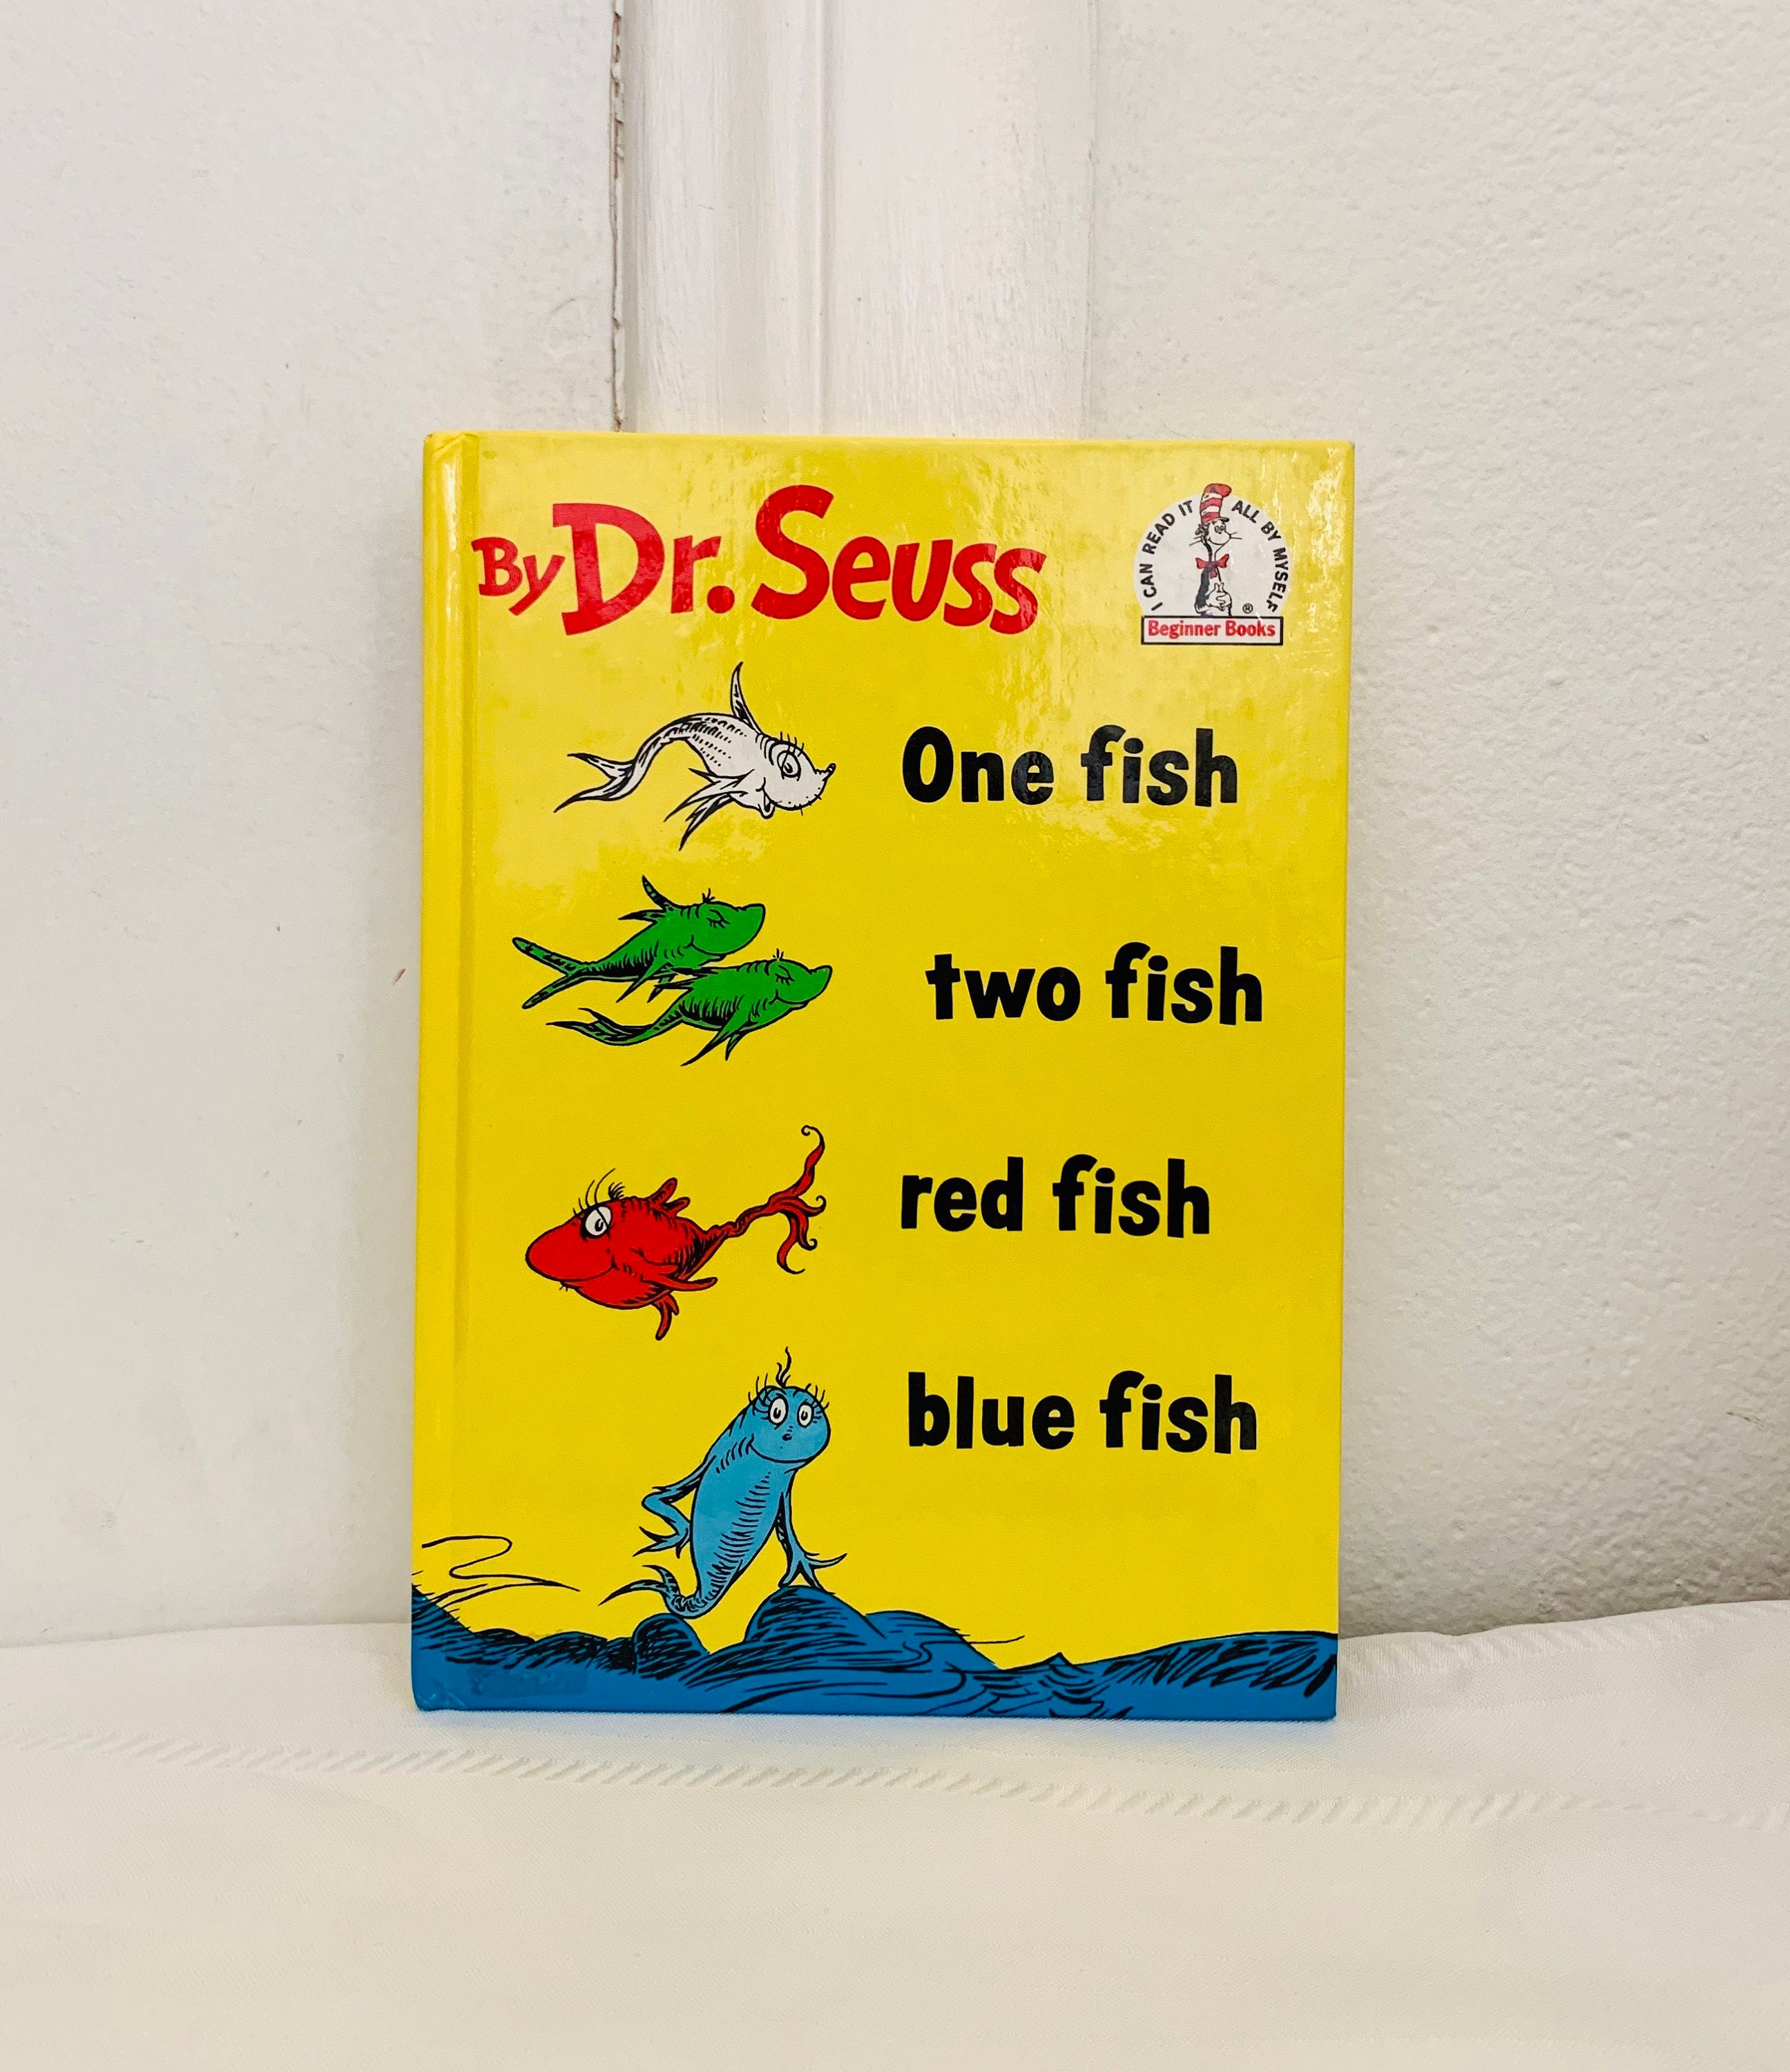 By Dr. Seuss
I CAN READ IT ALL BY MYSELF
®
Beginner Books
One fish
two fish
red fish
blue fish